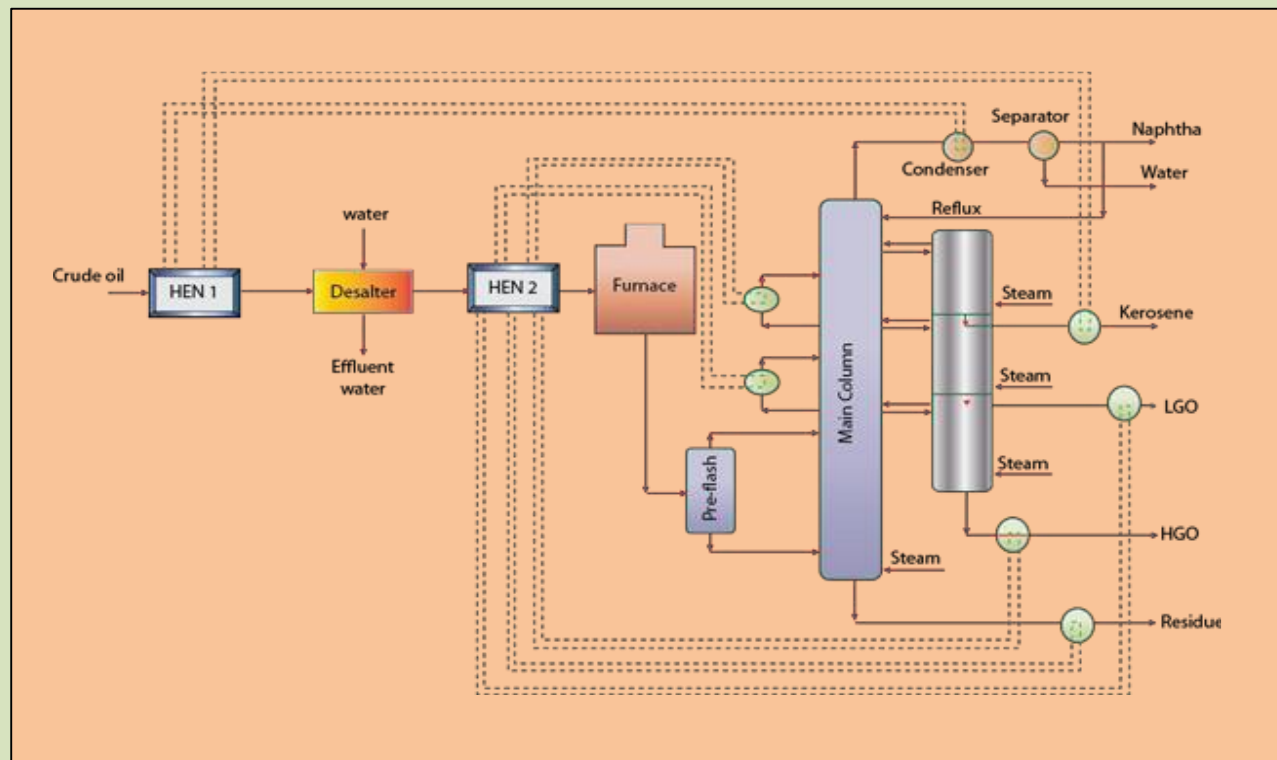 Separator
Naphtha
Condenser
Water
Reflux
water
Crude oil
HEN 1
Desalter
HEN 2
Furnace
Steam
Kerosene
Effluent
water
Main Column
Steam
LGO
Pre-flash
Steam
HGO
Steam
Residue